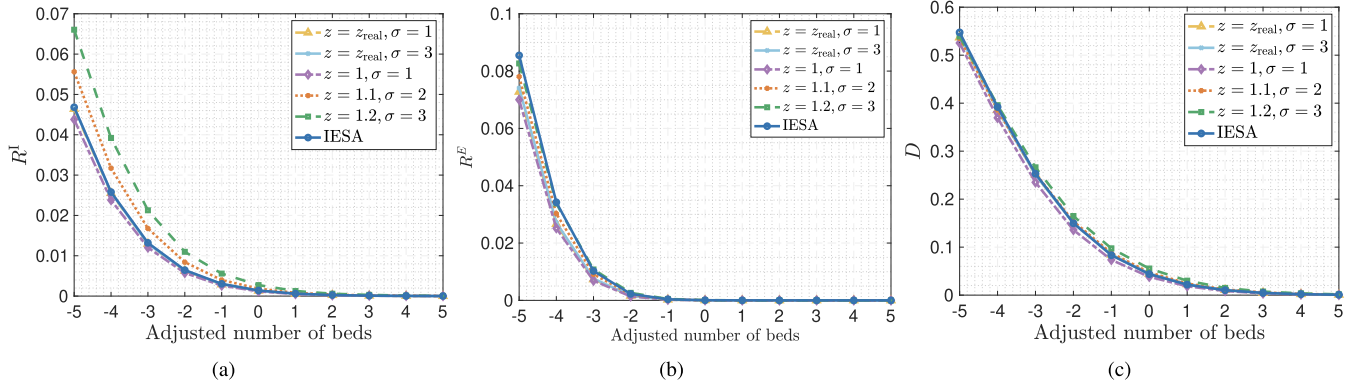 0.07
0.06
0.05
0.04
0.03
0.02
0.01
0
R^I
-5 -4 -3 -2 -1 0 1 2 3 4 5
Adjusted number of beds
z = z_real, σ = 1
z = z_real, σ = 3
z = 1, σ = 1
z = 1.1, σ = 2
z = 1.2, σ = 3
IESA
(a)
0.1
0.08
0.06
0.04
0.02
0
R^E
-5 -4 -3 -2 -1 0 1 2 3 4 5
Adjusted number of beds
z = z_real, σ = 1
z = z_real, σ = 3
z = 1, σ = 1
z = 1.1, σ = 2
z = 1.2, σ = 3
IESA
(b)
0.6
0.5
0.4
0.3
0.2
0.1
0
D
-5 -4 -3 -2 -1 0 1 2 3 4 5
Adjusted number of beds
z = z_real, σ = 1
z = z_real, σ = 3
z = 1, σ = 1
z = 1.1, σ = 2
z = 1.2, σ = 3
IESA
(c)